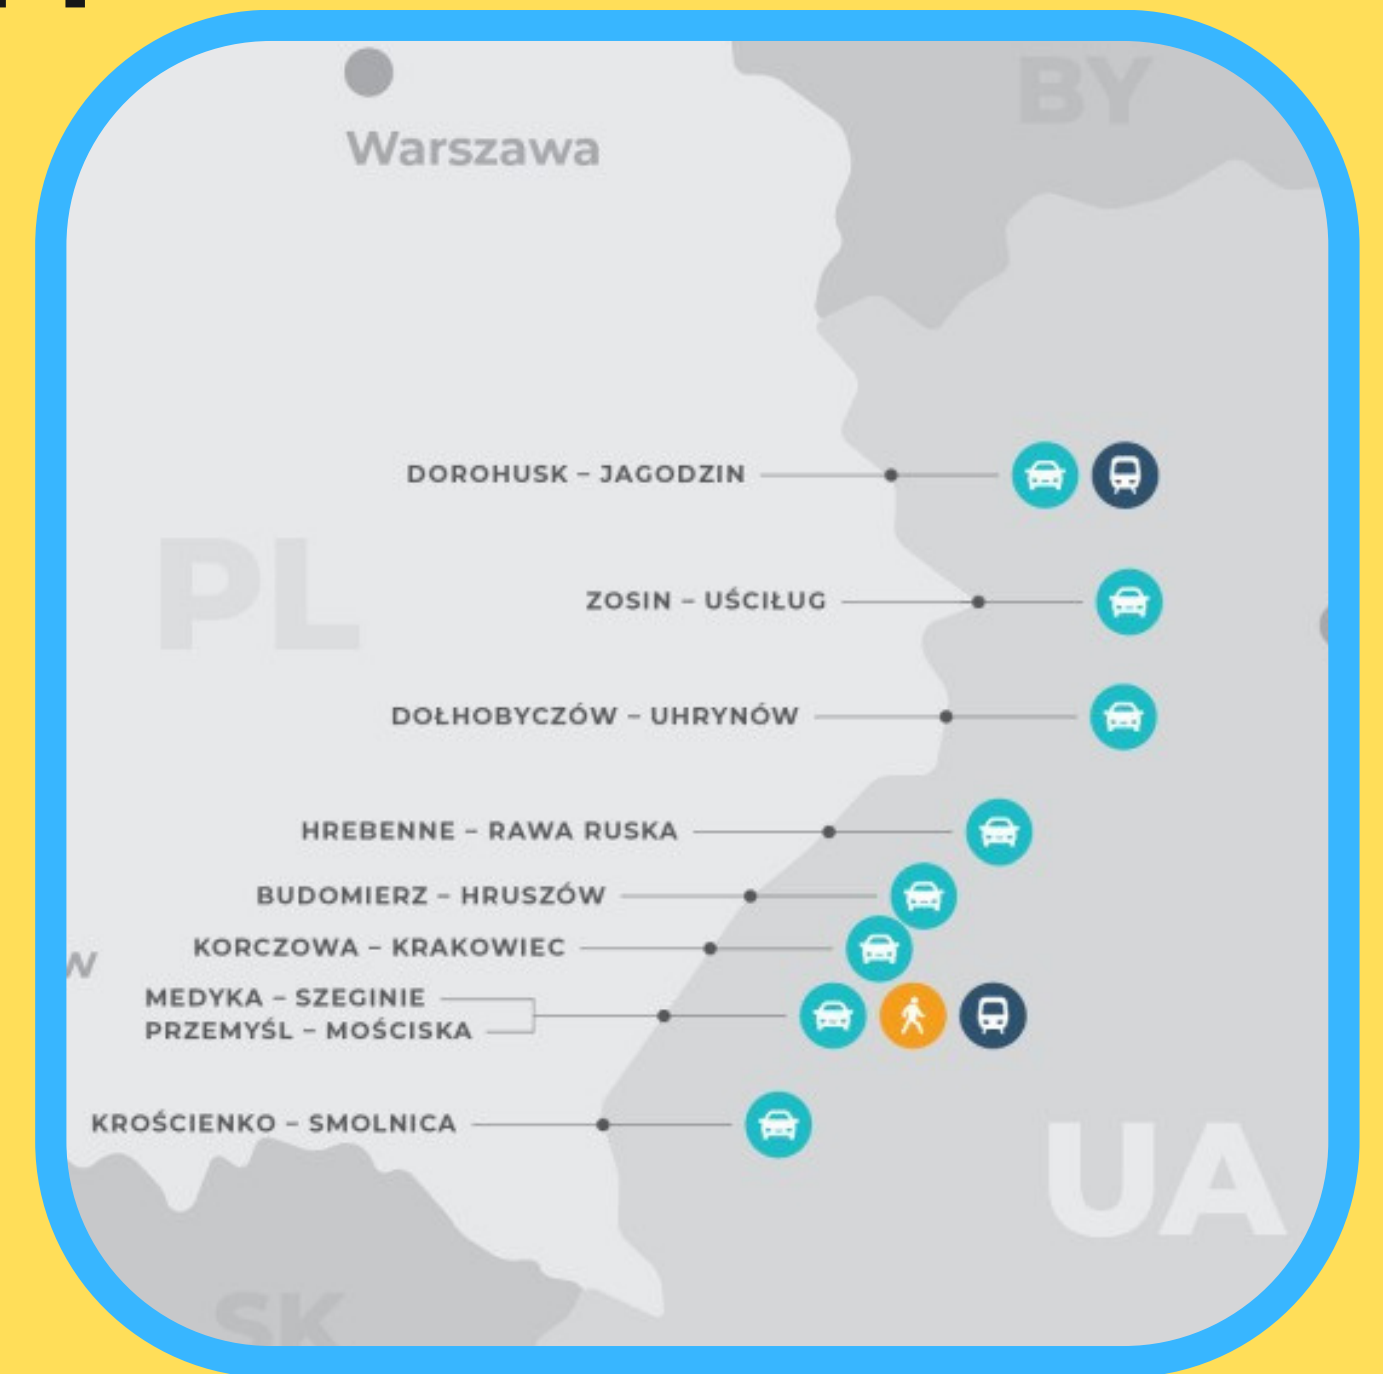 Warszawa
BY
DOROHUSK – JAGODZIN
PL
ZOSIN – UŚCIŁUG
DOŁHOBYCZÓW – UHRYNÓW
HREBENNE – RAWA RUSKA
BUDOMIERZ – HRUSZÓW
KORCZOWA – KRAKOWIEC
w
MEDYKA – SZEGINIE
PRZEMYŚL – MOŚCISKA
KROŚCIENKO – SMOLNICA
UA
SK